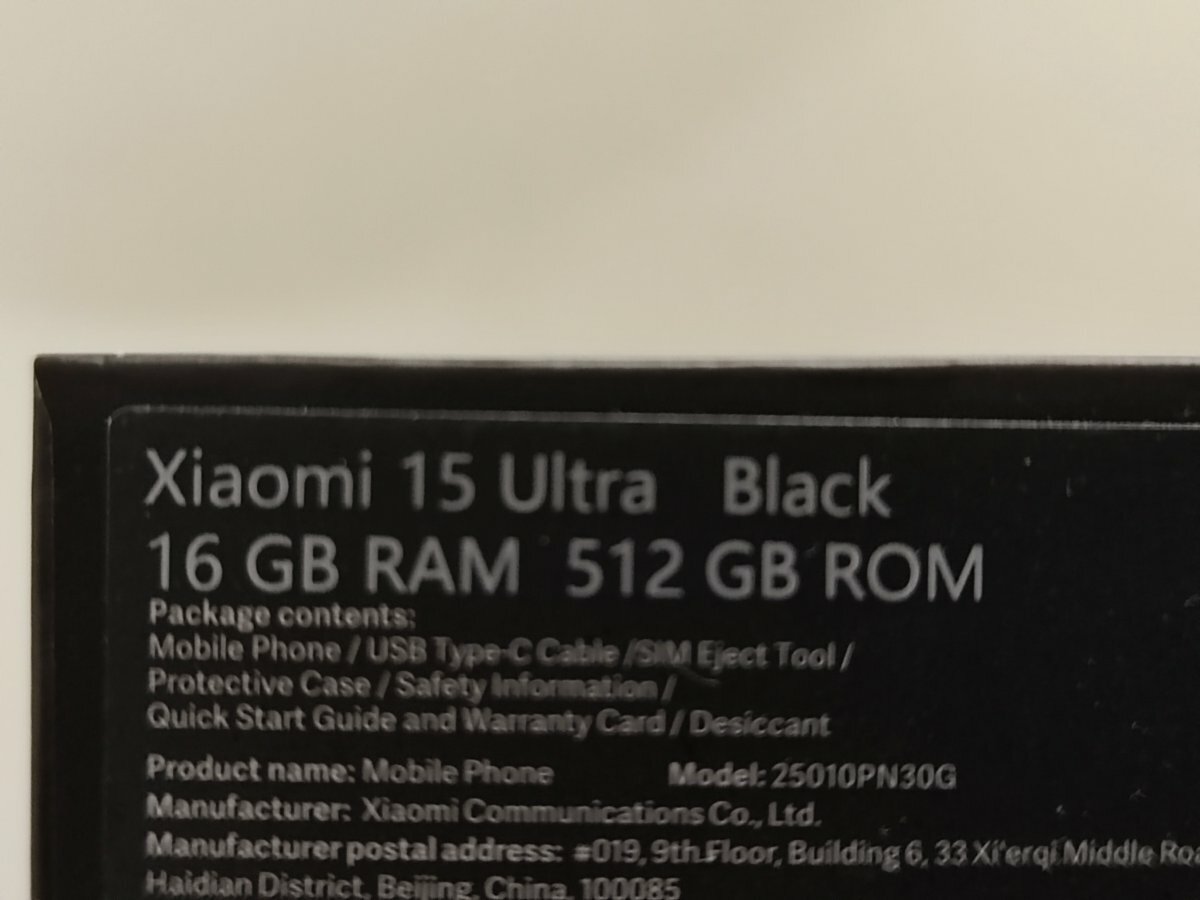 Xiaomi 15 Ultra Black
16 GB RAM 512 GB ROM
Package contents:
Mobile Phone / USB Type-C Cable /SIM Eject Tool /
Protective Case / Safety Information /
Quick Start Guide and Warranty Card / Desiccant
Product name: Mobile Phone Model: 25010PN30G
Manufacturer: Xiaomi Communications Co., Ltd.
Manufacturer postal address: #019, 9th Floor, Building 6, 33 Xi'erqi Middle
Haidian District, Beijing, China, 100085